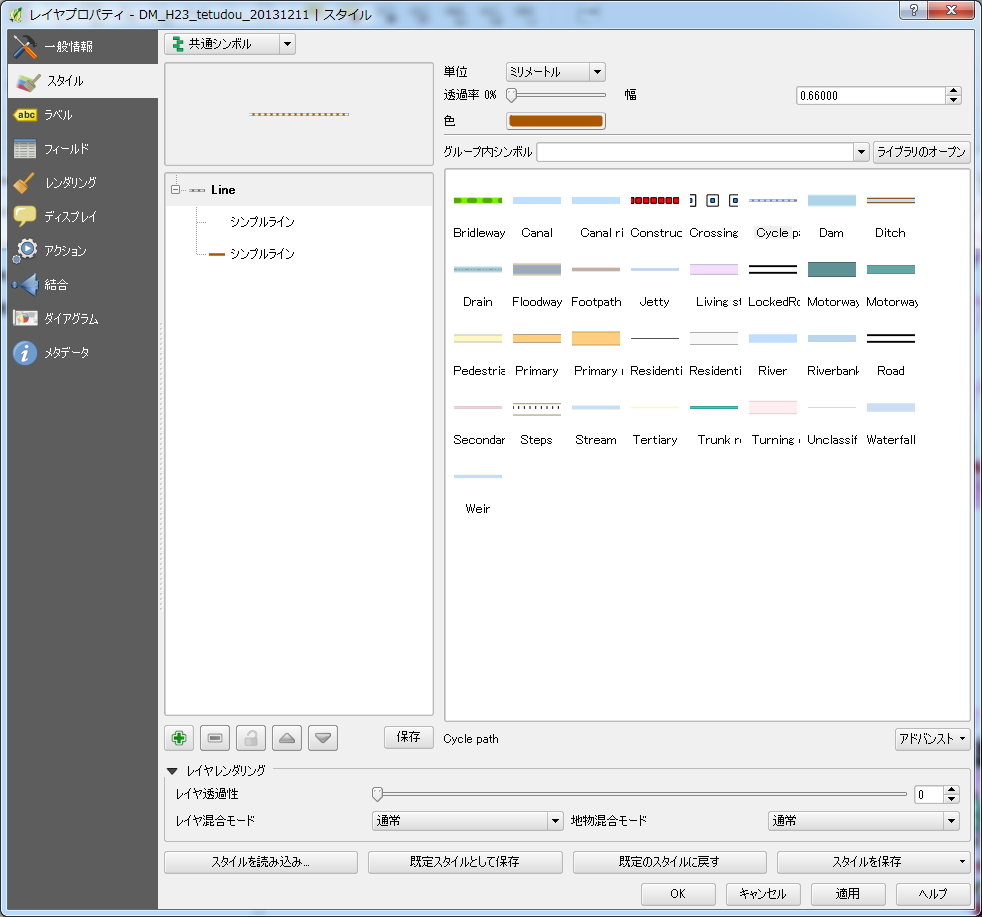 レイヤプロパティ - DM_H23_tetudou_20131211 | スタイル
一般情報
スタイル
abc ラベル
フィールド
レンダリング
ディスプレイ
アクション
結合
ダイアグラム
メタデータ
共通シンボル
Line
シンプルライン
シンプルライン
単位 ミリメートル
透過率 0% 幅 0.66000
色
グループ内シンボル ライブラリのオープン
Bridleway Canal Canal ri Construc Crossing Cycle pa Dam Ditch
Drain Floodway Footpath Jetty Living st LockedRo Motorway Motorway
Pedestria Primary Primary r Residenti Residenti River Riverbank Road
Secondar Steps Stream Tertiary Trunk ro Turning c Unclassif Waterfall
Weir
保存 Cycle path アドバンスト
レイヤレンダリング
レイヤ透過性 0
レイヤ混合モード 通常 地物混合モード 通常
スタイルを読み込み... 既定スタイルとして保存 既定のスタイルに戻す スタイルを保存
OK キャンセル 適用 ヘルプ